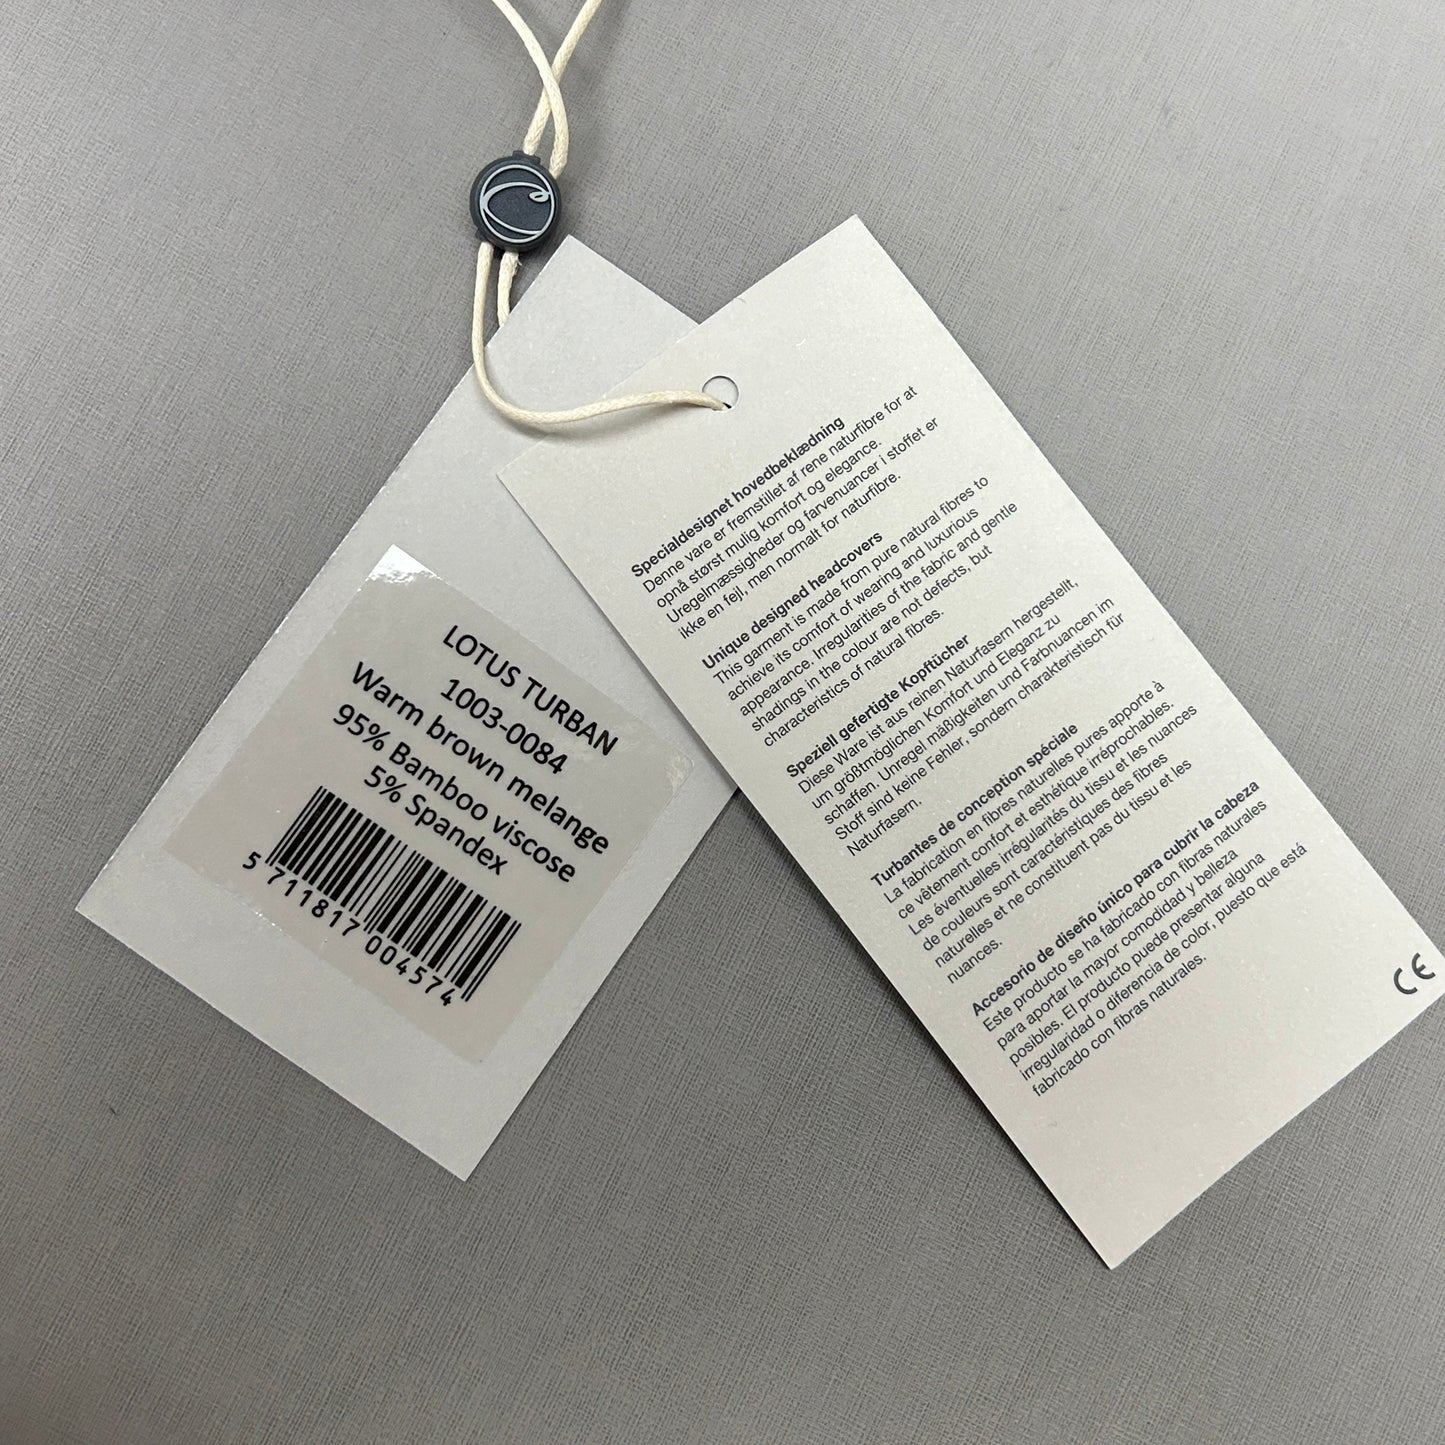 LOTUS TURBAN
1003-0084
Warm brown melange
95% Bamboo viscose
5% Spandex
5 711817 004574
Specialdesignet hovedbeklædning
Denne vare er fremstillet af rene naturfibre for at
opnå størst mulig komfort og elegance.
Uregelmæssigheder og farvenuancer i stoffet er
ikke en fejl, men normalt for naturfibre.
Unique designed headcovers
This garment is made from pure natural fibres to
achieve its comfort of wearing and luxurious
appearance. Irregularities of the fabric and gentle
shadings in the colour are not defects, but
characteristics of natural fibres.
Speziell gefertigte Kopftücher
Diese Ware ist aus reinen Naturfasern hergestellt,
um größtmöglichen Komfort und Eleganz zu
schaffen. Unregel mäßigkeiten und Farbnuancen im
Stoff sind keine Fehler, sondern charakteristisch für
Naturfasern.
Turbantes de conception spéciale
La fabrication en fibres naturelles pures apporte à
ce vêtement confort et esthétique irréprochables.
Les éventuelles irrégularités du tissu et les nuances
de couleurs sont caractéristiques des fibres
naturelles et ne constituent pas du tissu et les
nuances.
Accesorio de diseño único para cubrir la cabeza
Este producto se ha fabricado con fibras naturales
para aportar la mayor comodidad y belleza
posibles. El producto puede presentar alguna
irregularidad o diferencia de color, puesto que está
fabricado con fibras naturales.
CE